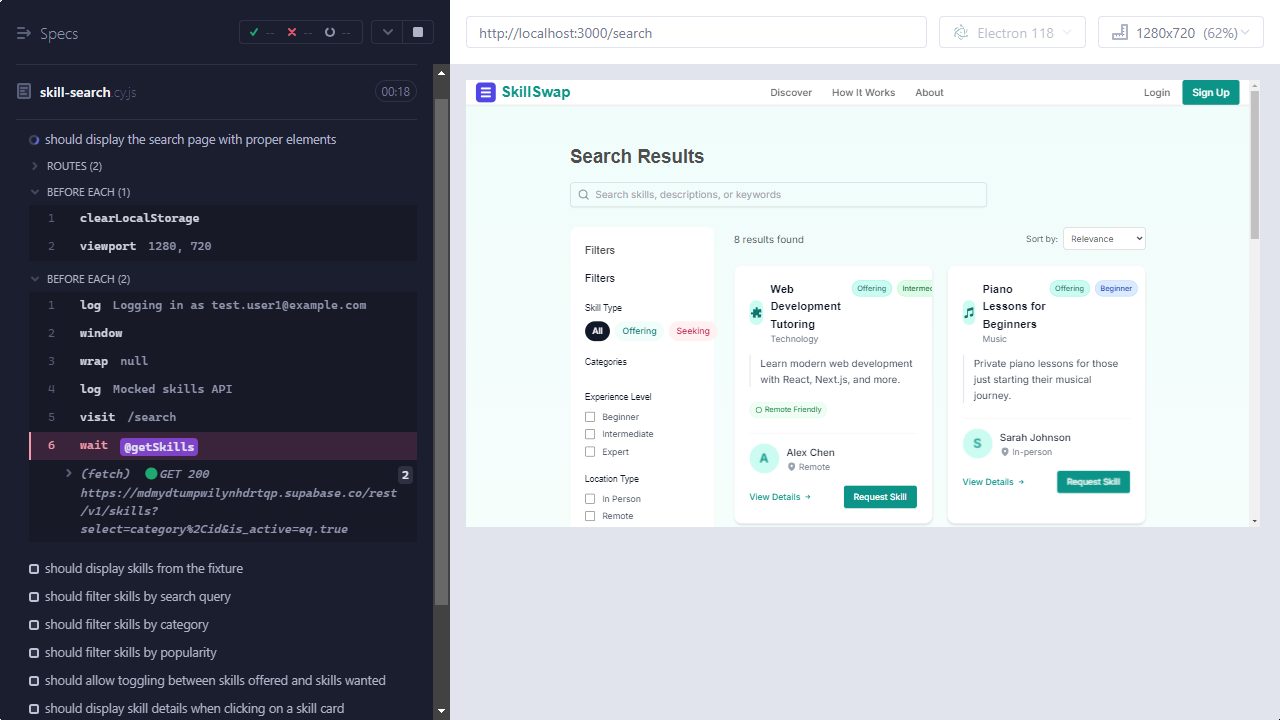 Specs
-- -- --
skill-search.cy.js
00:18
should display the search page with proper elements
ROUTES (2)
BEFORE EACH (1)
1 clearLocalStorage
2 viewport 1280, 720
BEFORE EACH (2)
1 log Logging in as test.user1@example.com
2 window
3 wrap null
4 log Mocked skills API
5 visit /search
6 wait @getSkills
(fetch) GET 200
2
https://mdmydtumpwilynhdrtqp.supabase.co/rest
/v1/skills?
select=category%2Cid&is_active=eq.true
should display skills from the fixture
should filter skills by search query
should filter skills by category
should filter skills by popularity
should allow toggling between skills offered and skills wanted
should display skill details when clicking on a skill card
http://localhost:3000/search
Electron 118
1280x720 (62%)
SkillSwap
Discover How It Works About
Login Sign Up
Search Results
Search skills, descriptions, or keywords
Filters
Filters
Skill Type
All Offering Seeking
Categories
Experience Level
Beginner
Intermediate
Expert
Location Type
In Person
Remote
8 results found
Sort by: Relevance
Web
Development
Tutoring
Offering Intermec
Technology
Learn modern web development
with React, Next.js, and more.
Remote Friendly
A
Alex Chen
Remote
View Details →
Request Skill
Piano
Lessons for
Beginners
Offering Beginner
Music
Private piano lessons for those
just starting their musical
journey.
S
Sarah Johnson
In-person
View Details →
Request Skill